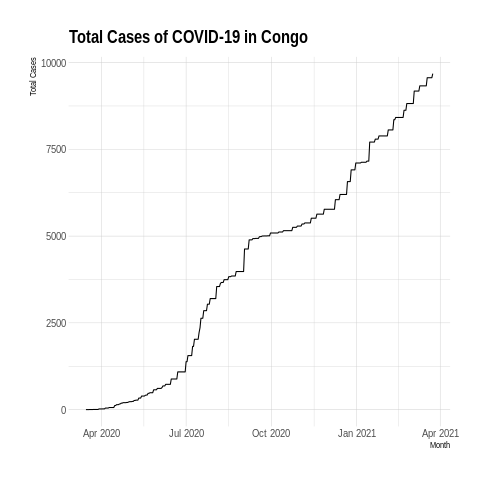 Total Cases of COVID-19 in Congo
Total Cases
10000
7500
5000
2500
0
Apr 2020 Jul 2020 Oct 2020 Jan 2021 Apr 2021
Month